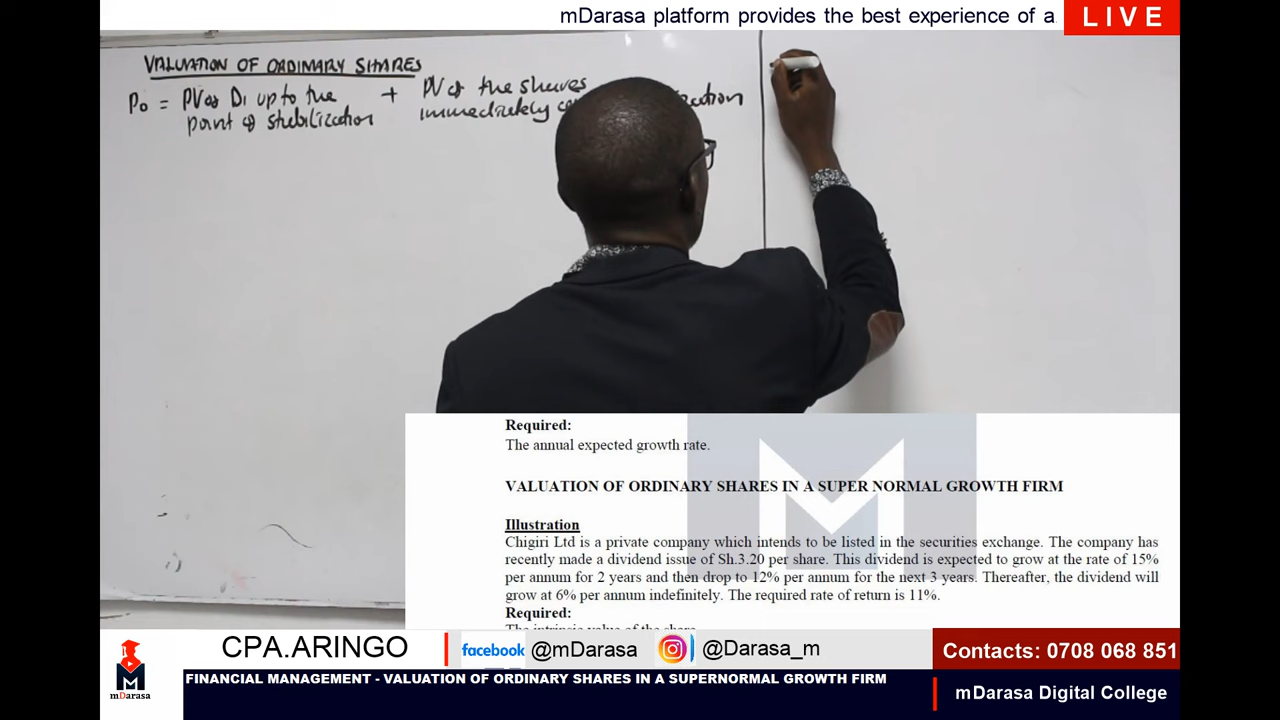 mDarasa platform provides the best experience of a
LIVE
VALUATION OF ORDINARY SHARES
P0 = PV of D1 up to the point of stabilization + PV of the shares immediately
Required:
The annual expected growth rate.
VALUATION OF ORDINARY SHARES IN A SUPER NORMAL GROWTH FIRM
Illustration
Chigiri Ltd is a private company which intends to be listed in the securities exchange. The company has
recently made a dividend issue of Sh.3.20 per share. This dividend is expected to grow at the rate of 15%
per annum for 2 years and then drop to 12% per annum for the next 3 years. Thereafter, the dividend will
grow at 6% per annum indefinitely. The required rate of return is 11%.
Required:
The intrinsic value of the share
CPA.ARINGO
facebook @mDarasa
@Darasa_m
Contacts: 0708 068 851
M
mDarasa
FINANCIAL MANAGEMENT - VALUATION OF ORDINARY SHARES IN A SUPERNORMAL GROWTH FIRM
mDarasa Digital College